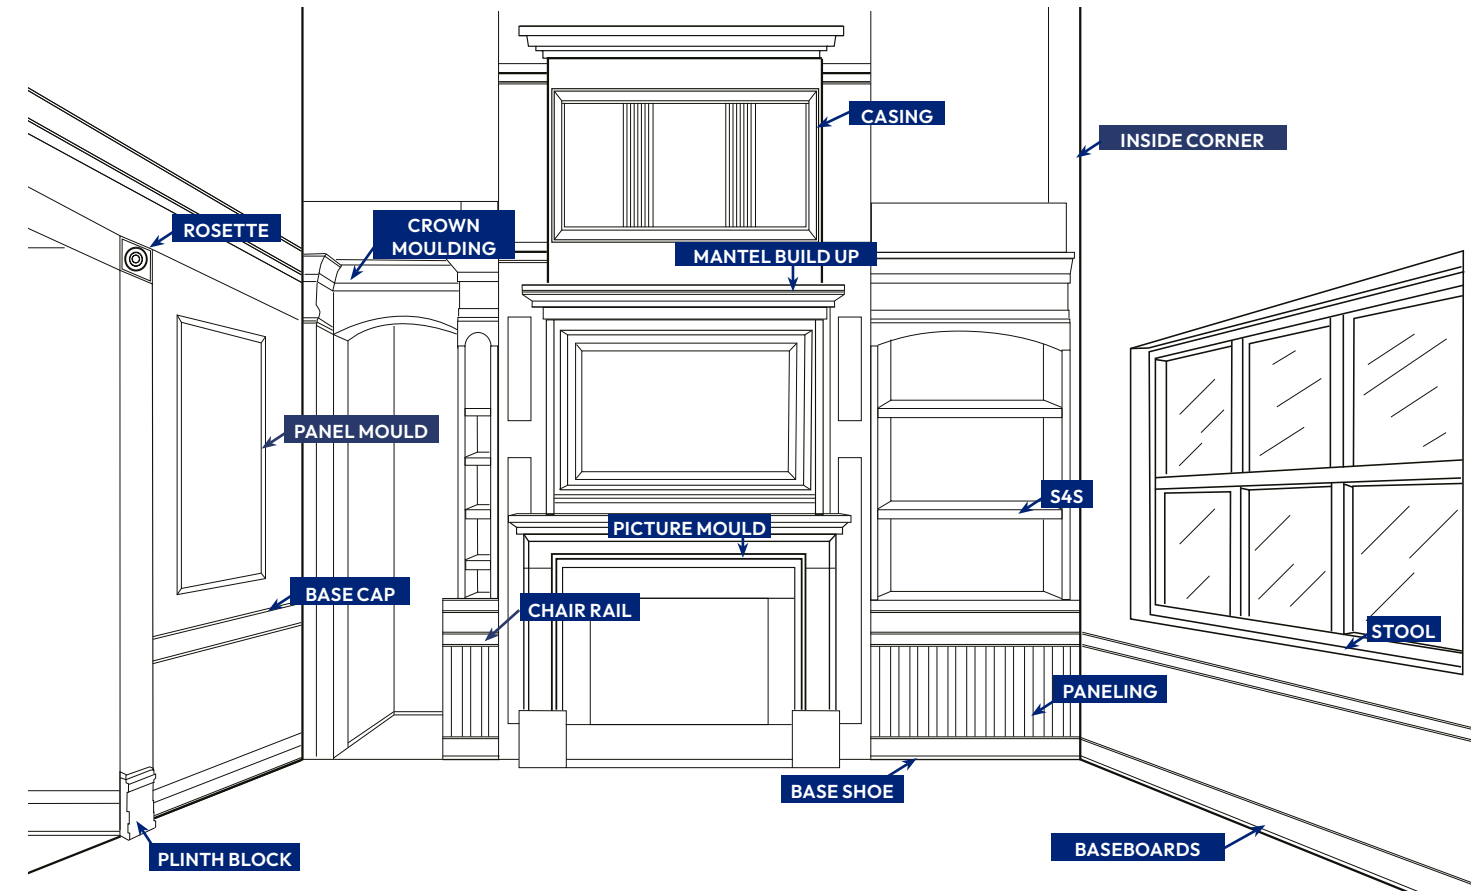 CASING
INSIDE CORNER
ROSETTE
CROWN
MOULDING
MANTEL BUILD UP
PANEL MOULD
S4S
PICTURE MOULD
BASE CAP
CHAIR RAIL
STOOL
PANELING
BASE SHOE
BASEBOARDS
PLINTH BLOCK